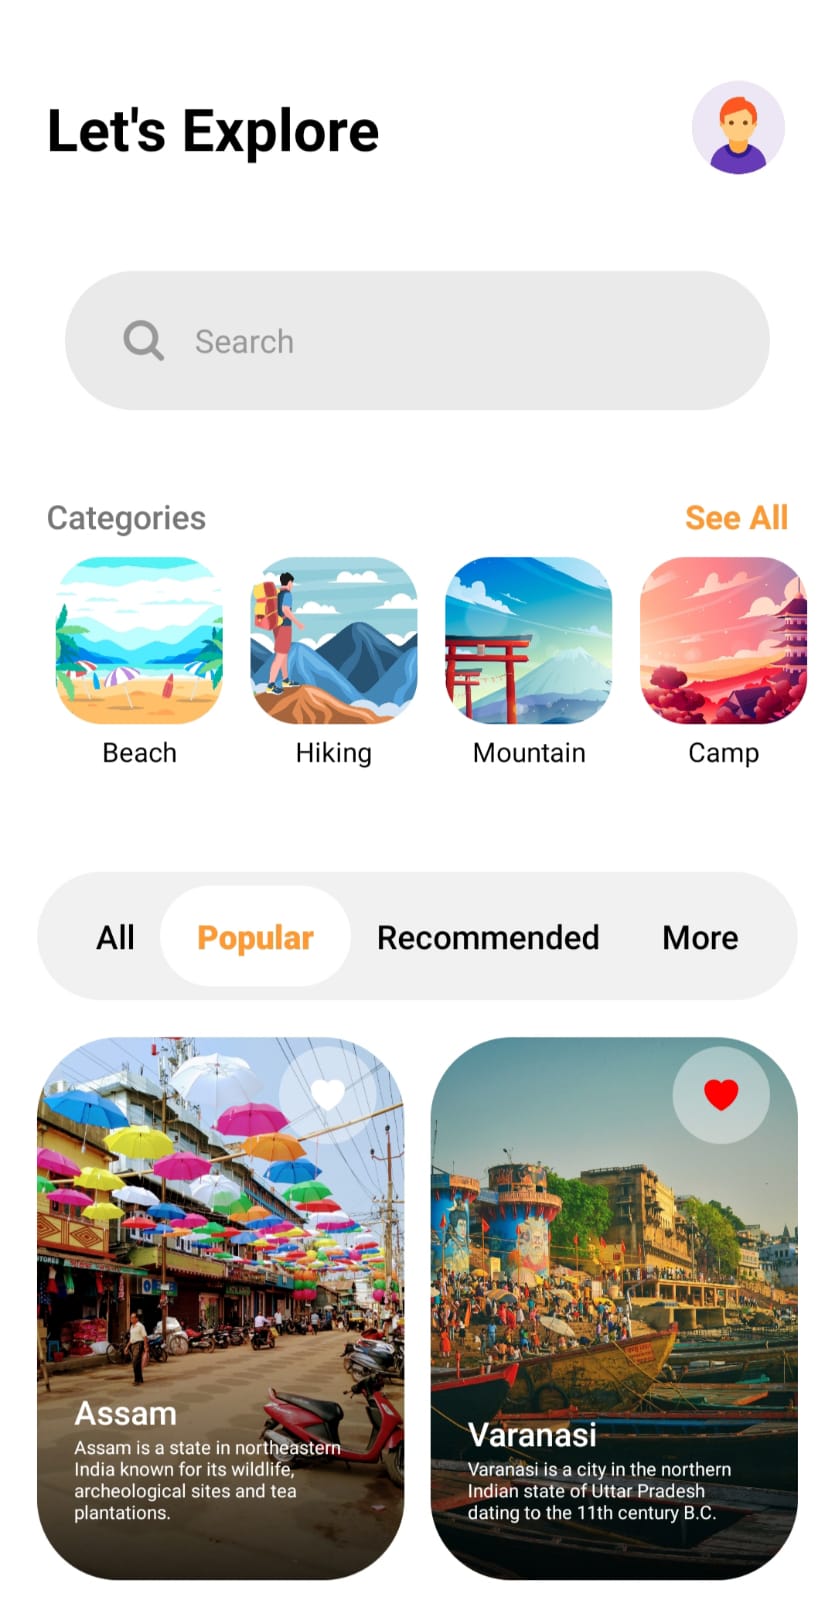 Let's Explore
Search
Categories
See All
Beach
Hiking
Mountain
Camp
All
Popular
Recommended
More
Assam
Assam is a state in northeastern
India known for its wildlife,
archeological sites and tea
plantations.
Varanasi
Varanasi is a city in the northern
Indian state of Uttar Pradesh
dating to the 11th century B.C.